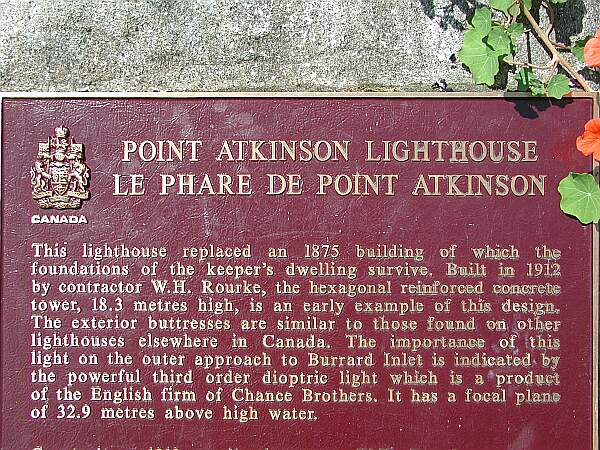 POINT ATKINSON LIGHTHOUSE
LE PHARE DE POINT ATKINSON
CANADA
This lighthouse replaced an 1875 building of which the
foundations of the keeper's dwelling survive. Built in 1912
by contractor W.H. Rourke, the hexagonal reinforced concrete
tower, 18.3 metres high, is an early example of this design.
The exterior buttresses are similar to those found on other
lighthouses elsewhere in Canada. The importance of this
light on the outer approach to Burrard Inlet is indicated by
the powerful third order dioptric light which is a product
of the English firm of Chance Brothers. It has a focal plane
of 32.9 metres above high water.